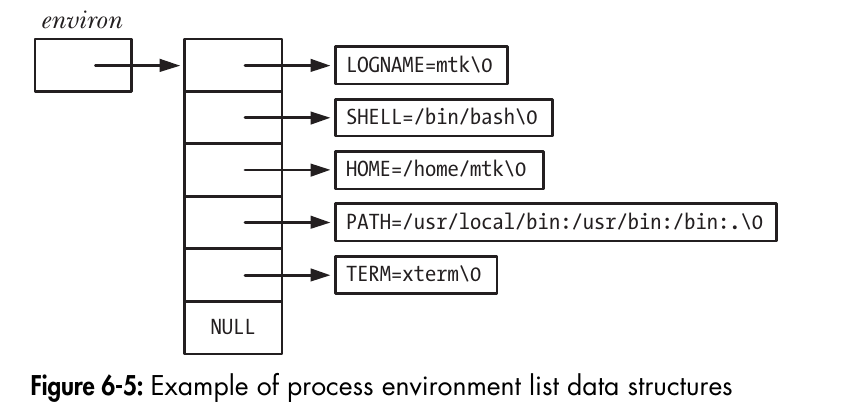 environ
LOGNAME=mtk\0
SHELL=/bin/bash\0
HOME=/home/mtk\0
PATH=/usr/local/bin:/usr/bin:/bin:.\0
TERM=xterm\0
NULL
Figure 6-5: Example of process environment list data structures